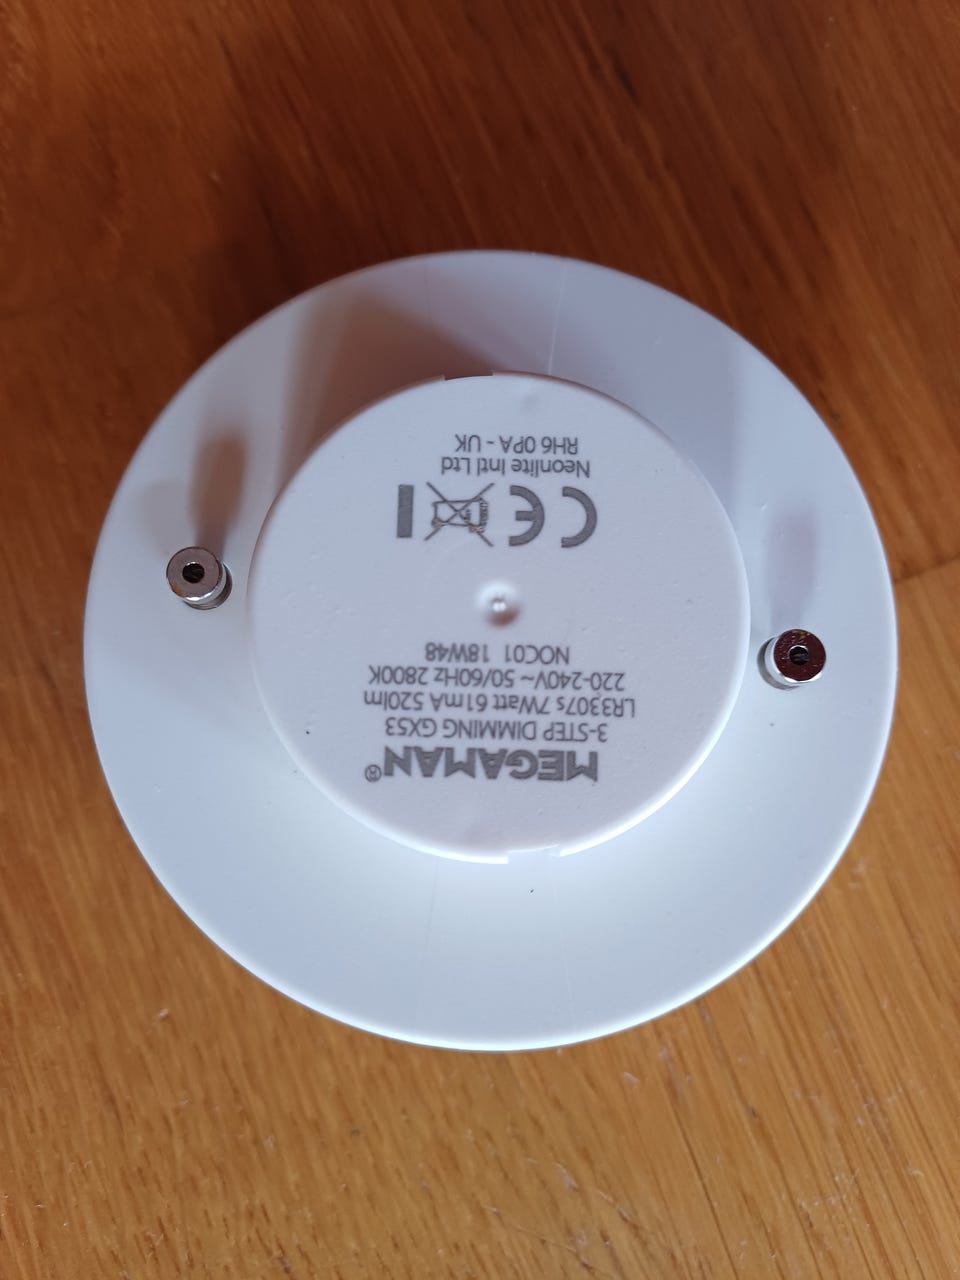 MEGAMAN®
3-STEP DIMMING GX53
LR3307s 7Watt 61mA 520lm
220-240V~ 50/60Hz 2800K
NOC01 18W48
CE
Neonlite Intl Ltd
RH6 0PA - UK